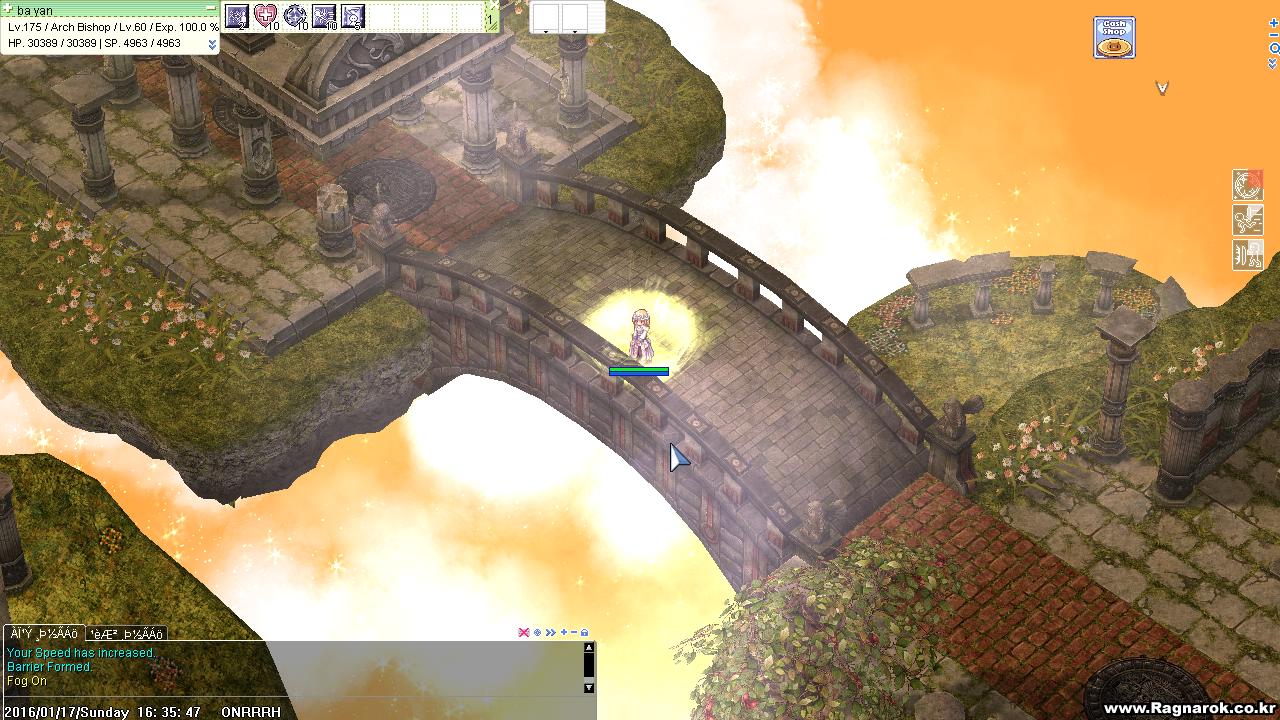 ba yan
Lv.175 / Arch Bishop / Lv.60 / Exp. 100.0 %
HP. 30389 / 30389 | SP. 4963 / 4963
1
Cash Shop
Your Speed has increased.
Barrier Formed.
Fog On
2016/01/17/Sunday 16:35:47 ONRRRH
www.Ragnarok.co.kr